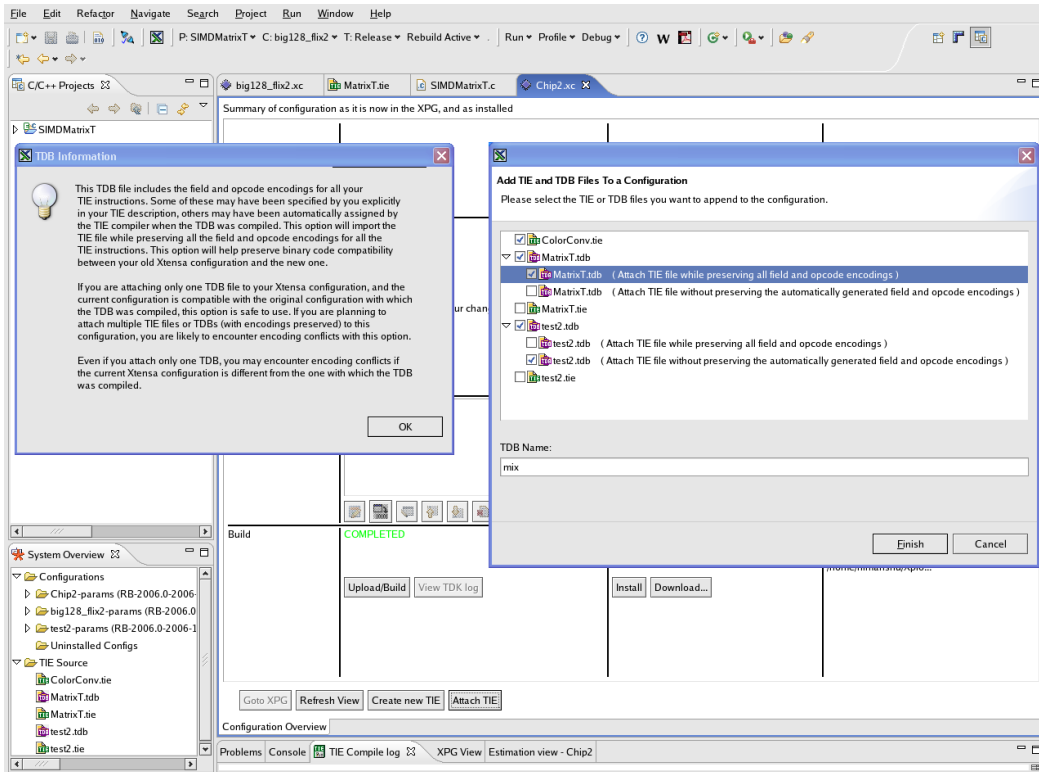 File Edit Refactor Navigate Search Project Run Window Help
P: SIMDMatrixT C: big128_flix2 T: Release Rebuild Active Run Profile Debug
C/C++ Projects
SIMDMatrixT
big128_flix2.xc MatrixT.tie SIMDMatrixT.c Chip2.xc
Summary of configuration as it is now in the XPG, and as installed
TDB Information
This TDB file includes the field and opcode encodings for all your
TIE instructions. Some of these may have been specified by you explicitly
in your TIE description, others may have been automatically assigned by
the TIE compiler when the TDB was compiled. This option will import the
TIE file while preserving all the field and opcode encodings for all the
TIE instructions. This option will help preserve binary code compatibility
between your old Xtensa configuration and the new one.
If you are attaching only one TDB file to your Xtensa configuration, and the
current configuration is compatible with the original configuration with which
the TDB was compiled, this option is safe to use. If you are planning to
attach multiple TIE files or TDBs (with encodings preserved) to this
configuration, you are likely to encounter encoding conflicts with this option.
Even if you attach only one TDB, you may encounter encoding conflicts if
the current Xtensa configuration is different from the one with which the TDB
was compiled.
OK
ur chan
Add TIE and TDB Files To a Configuration
Please select the TIE or TDB files you want to append to the configuration.
ColorConv.tie
MatrixT.tdb
MatrixT.tdb ( Attach TIE file while preserving all field and opcode encodings )
MatrixT.tdb ( Attach TIE file without preserving the automatically generated field and opcode encodings )
MatrixT.tie
test2.tdb
test2.tdb ( Attach TIE file while preserving all field and opcode encodings )
test2.tdb ( Attach TIE file without preserving the automatically generated field and opcode encodings )
test2.tie
TDB Name:
mix
Finish Cancel
Build COMPLETED
Upload/Build View TDK log Install Download...
Goto XPG Refresh View Create new TIE Attach TIE
Configuration Overview
System Overview
Configurations
Chip2-params (RB-2006.0-2006-
big128_flix2-params (RB-2006.0
test2-params (RB-2006.0-2006-1
Uninstalled Configs
TIE Source
ColorConv.tie
MatrixT.tdb
MatrixT.tie
test2.tdb
test2.tie
Problems Console TIE Compile log XPG View Estimation view - Chip2